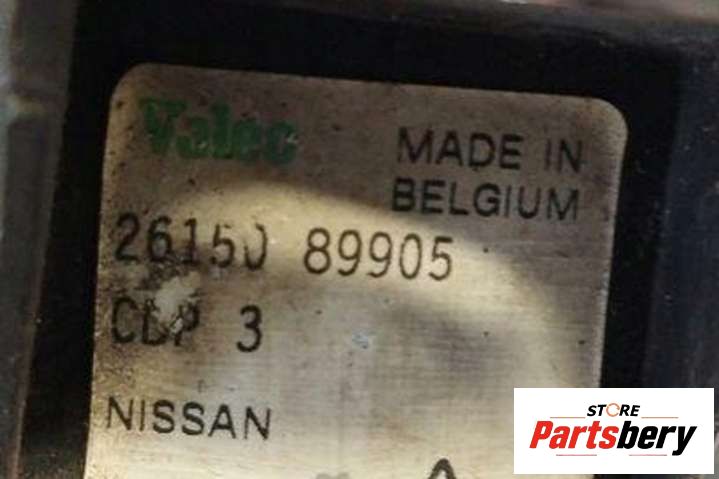 Valeo
MADE IN
BELGIUM
26150 89905
CDP 3
NISSAN
STORE
Partsbery